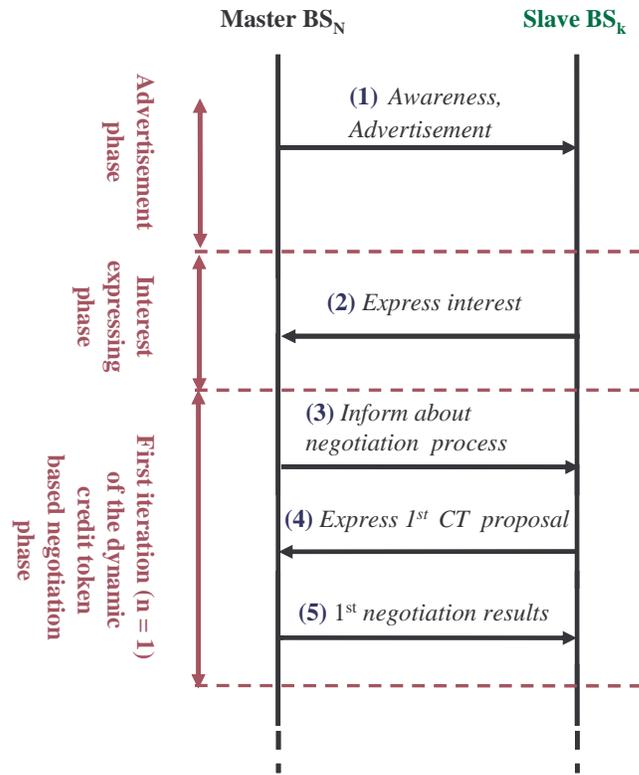 Master BS_N
Slave BS_k
Advertisement
phase
(1) Awareness,
Advertisement
Interest
expressing
phase
(2) Express interest
First iteration (n = 1)
of the dynamic
credit token
based negotiation
phase
(3) Inform about
negotiation process
(4) Express 1st CT proposal
(5) 1st negotiation results